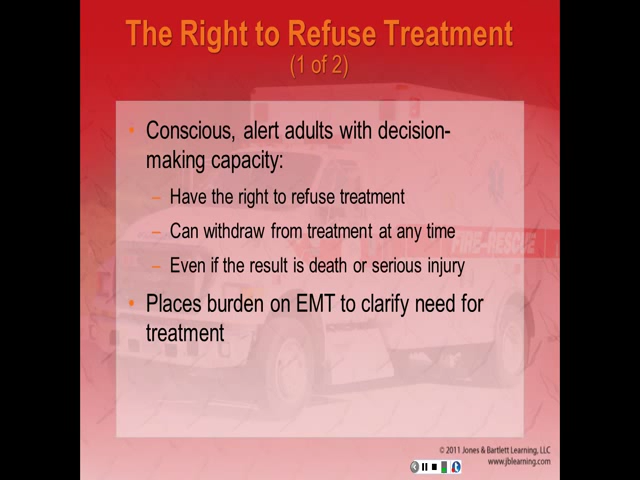 The Right to Refuse Treatment
(1 of 2)
• Conscious, alert adults with decision-
making capacity:
– Have the right to refuse treatment
– Can withdraw from treatment at any time
– Even if the result is death or serious injury
• Places burden on EMT to clarify need for
treatment
FIRE-RESCUE
© 2011 Jones & Bartlett Learning, LLC
www.jblearning.com